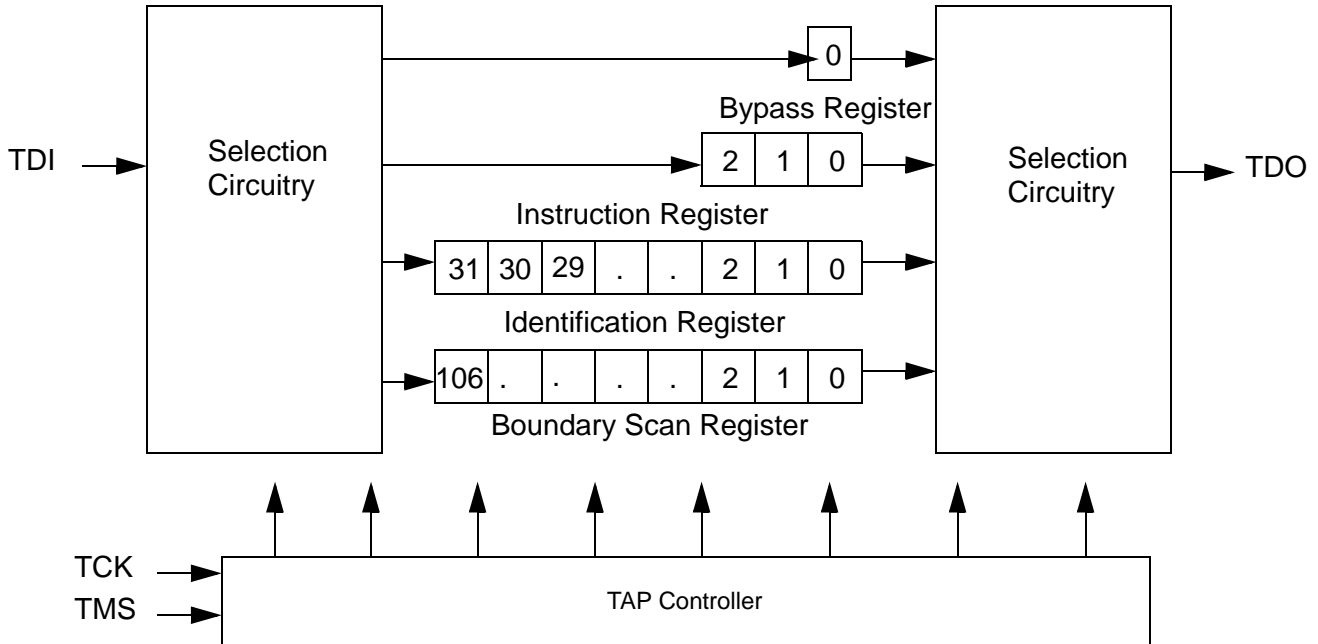 0
Bypass Register
TDI
Selection
Circuitry
2 1 0
Selection
Circuitry
TDO
Instruction Register
31 30 29 . . 2 1 0
Identification Register
106 . . . . 2 1 0
Boundary Scan Register
TCK
TMS
TAP Controller